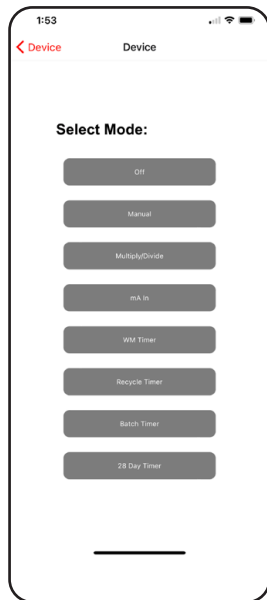 1:53
Device
Device
Select Mode:
Off
Manual
Multiply/Divide
mA in
WM Timer
Recycle Timer
Batch Timer
28 Day Timer